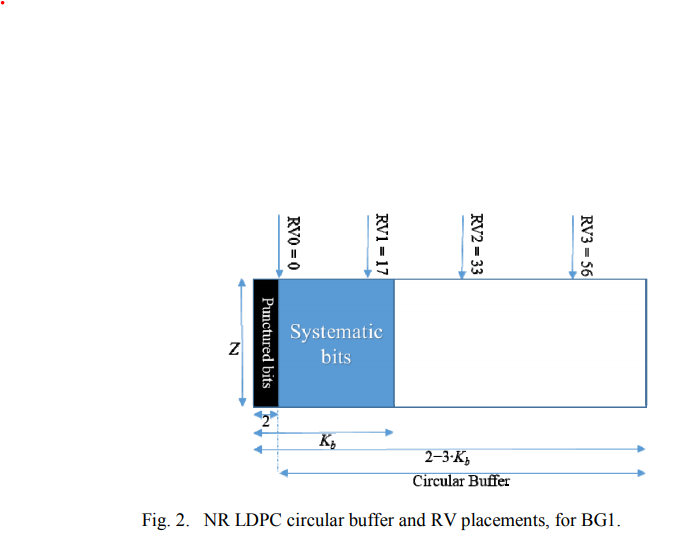 RV0 = 0
RV1 = 17
RV2 = 33
RV3 = 56
Punctured bits
Systematic
bits
Z
2
K_b
2−3·K_b
Circular Buffer
Fig. 2. NR LDPC circular buffer and RV placements, for BG1.